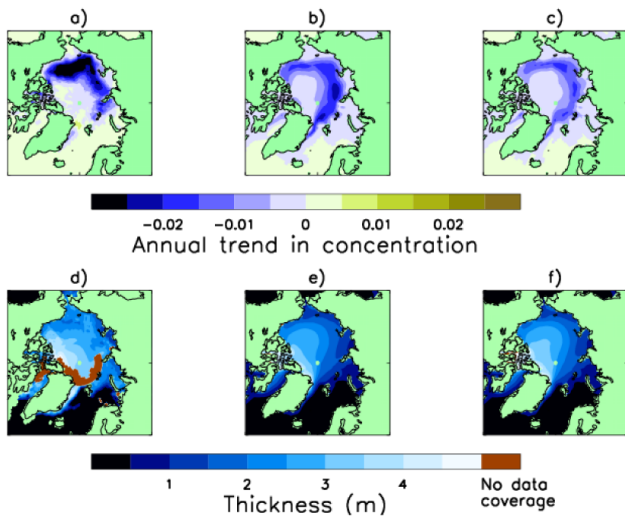 a) b) c)
-0.02 -0.01 0 0.01 0.02
Annual trend in concentration
d) e) f)
1 2 3 4 No data
coverage
Thickness (m)